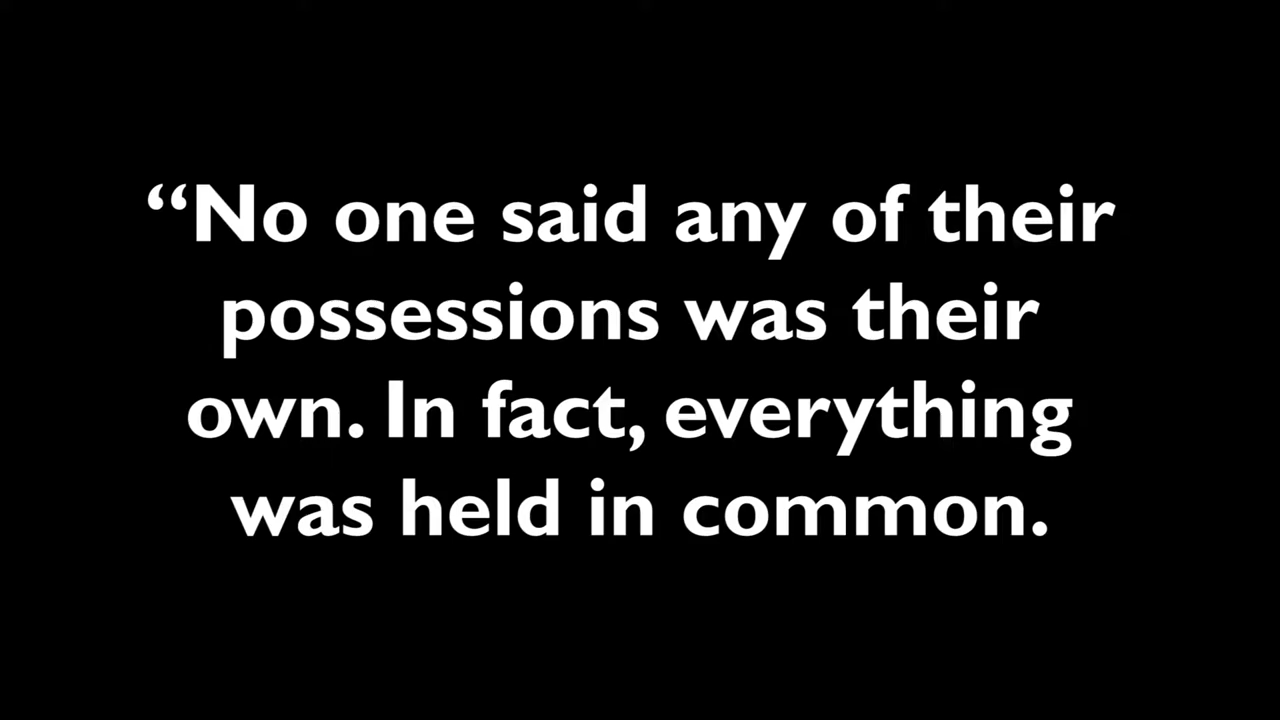 “No one said any of their
possessions was their
own. In fact, everything
was held in common.